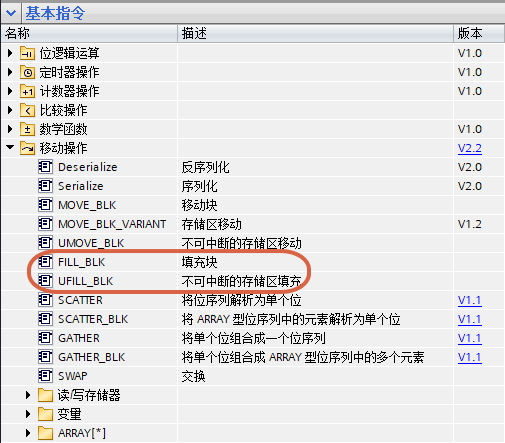 基本指令
名称 描述 版本
位逻辑运算 V1.0
定时器操作 V1.0
计数器操作 V1.0
比较操作
数学函数 V1.0
移动操作 V2.2
Deserialize 反序列化 V2.0
Serialize 序列化 V2.0
MOVE_BLK 移动块
MOVE_BLK_VARIANT 存储区移动 V1.2
UMOVE_BLK 不可中断的存储区移动
FILL_BLK 填充块
UFILL_BLK 不可中断的存储区填充
SCATTER 将位序列解析为单个位 V1.1
SCATTER_BLK 将 ARRAY 型位序列中的元素解析为单个位 V1.1
GATHER 将单个位组合成一个位序列 V1.1
GATHER_BLK 将单个位组合成 ARRAY 型位序列中的多个元素 V1.1
SWAP 交换
读/写存储器
变量
ARRAY[*]